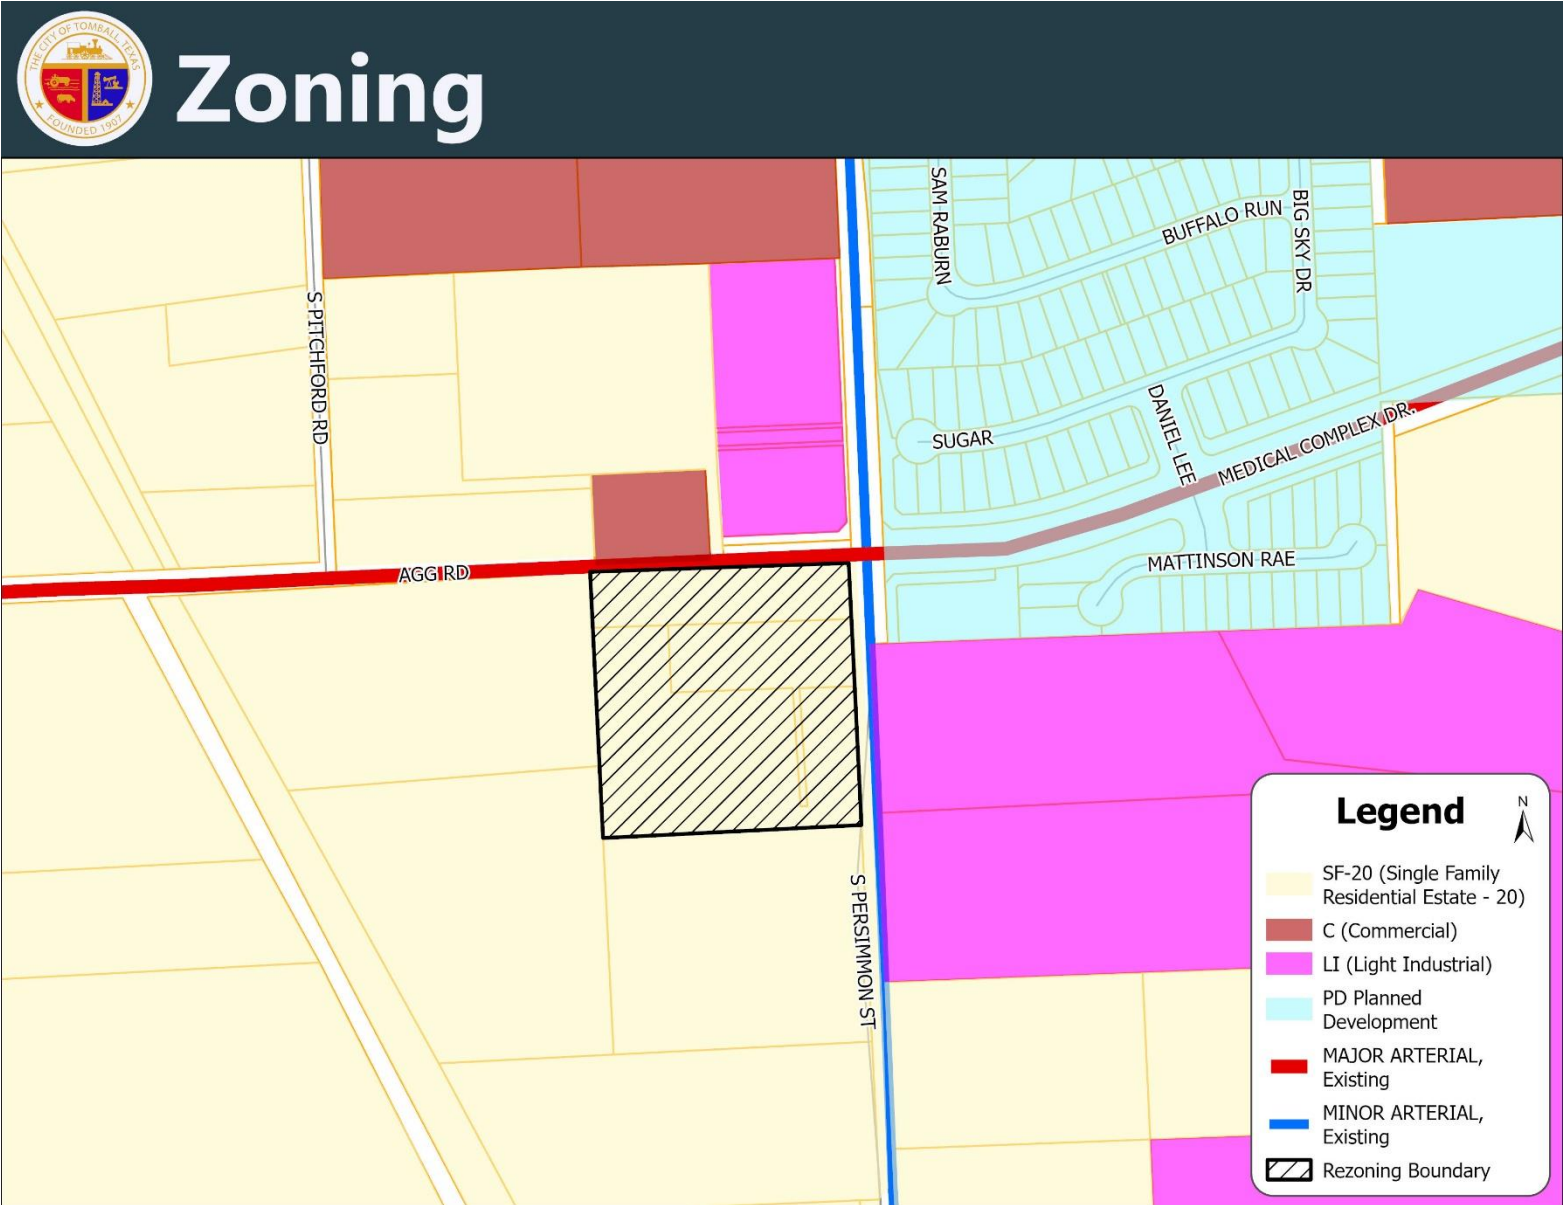 THE CITY OF TOMBALL, TEXAS
FOUNDED 1907
Zoning
SAM RABURN
BUFFALO RUN
BIG SKY DR
S PITCHFORD RD
DANIEL LEE
SUGAR
MEDICAL COMPLEX DR.
AGG RD
MATTINSON RAE
S PERSIMMON ST
Legend
N
SF-20 (Single Family
Residential Estate - 20)
C (Commercial)
LI (Light Industrial)
PD Planned
Development
MAJOR ARTERIAL,
Existing
MINOR ARTERIAL,
Existing
Rezoning Boundary